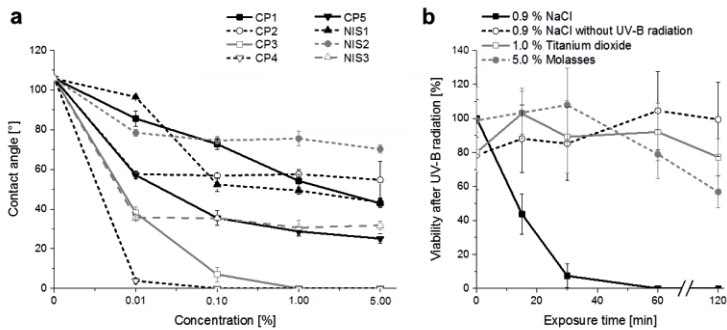 a
CP1
CP2
CP3
CP4
CP5
NIS1
NIS2
NIS3
120
100
80
60
40
20
0
Contact angle [°]
0
0.01
0.10
1.00
5.00
Concentration [%]
b
0.9 % NaCl
0.9 % NaCl without UV-B radiation
1.0 % Titanium dioxide
5.0 % Molasses
140
120
100
80
60
40
20
0
Viability after UV-B radiation [%]
0
20
40
60
120
Exposure time [min]